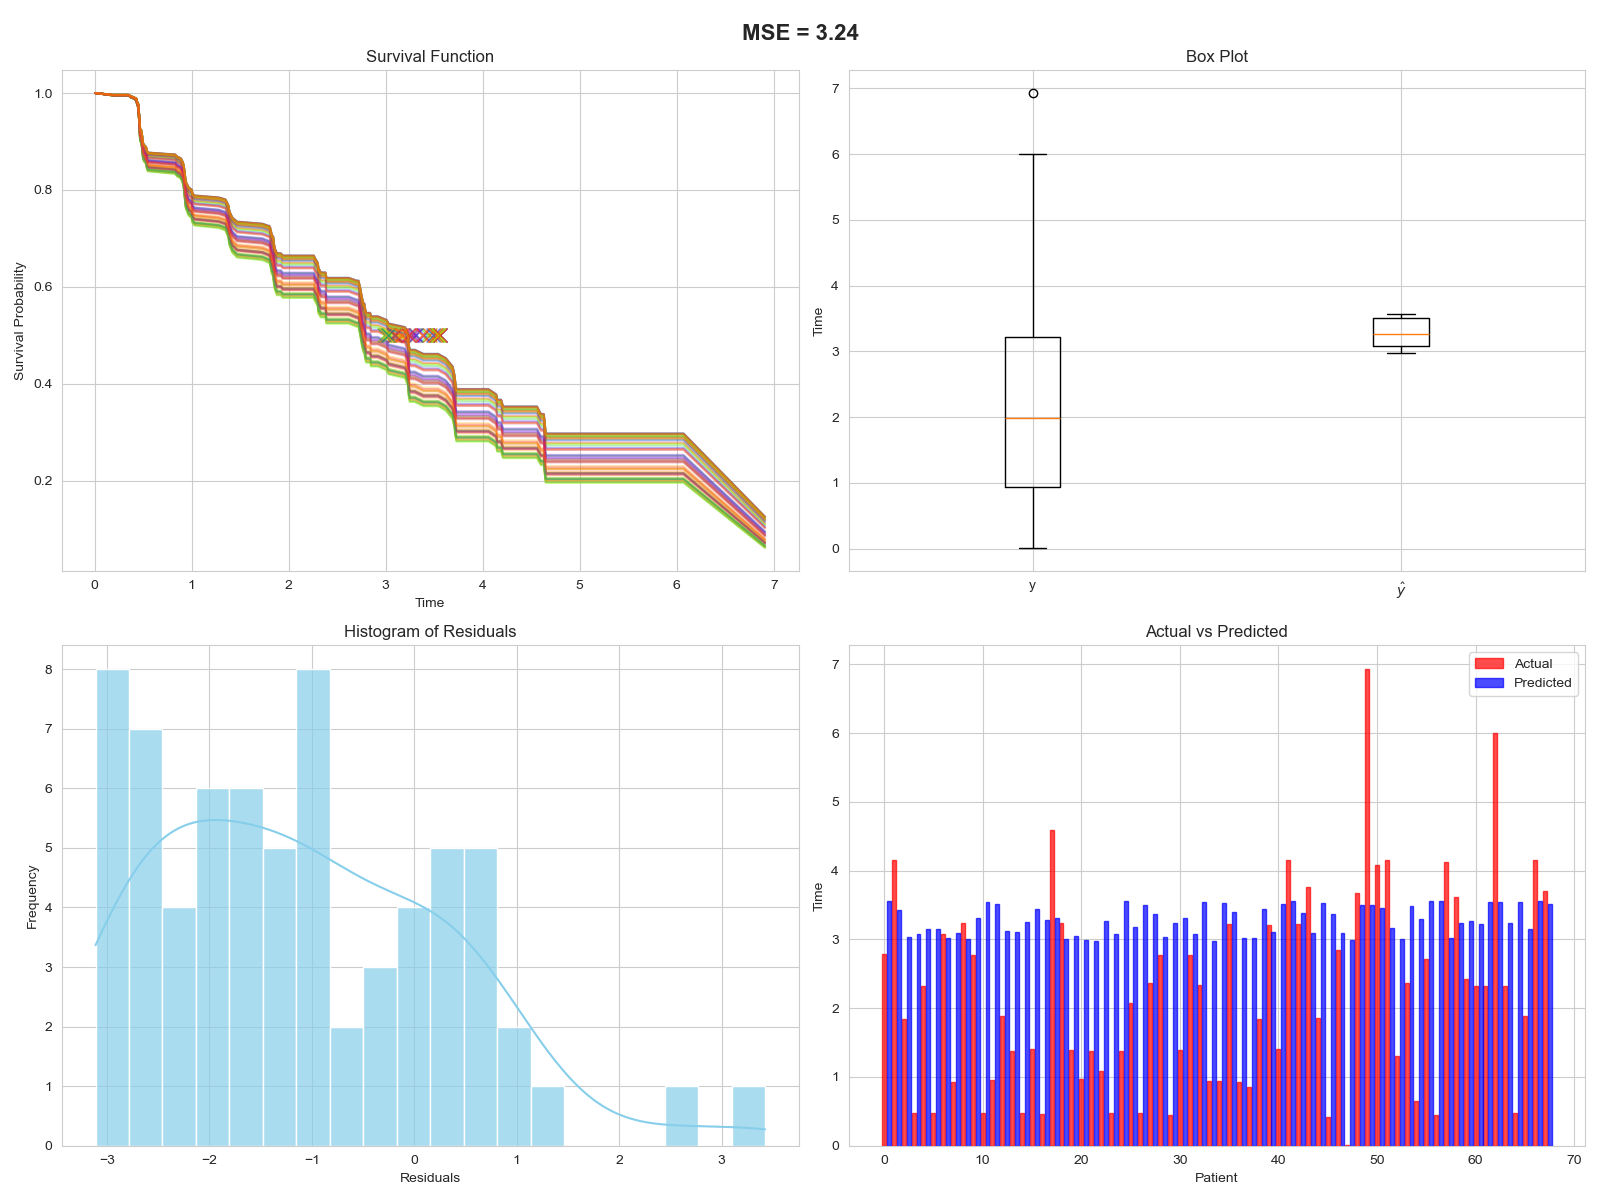 MSE = 3.24
Survival Function
1.0
0.8
0.6
0.4
0.2
Survival Probability
0 1 2 3 4 5 6 7
Time
Box Plot
7
6
5
4
3
2
1
0
Time
y ŷ
Histogram of Residuals
8
7
6
5
4
3
2
1
0
Frequency
−3 −2 −1 0 1 2 3
Residuals
Actual vs Predicted
Actual
Predicted
7
6
5
4
3
2
1
0
Time
0 10 20 30 40 50 60 70
Patient